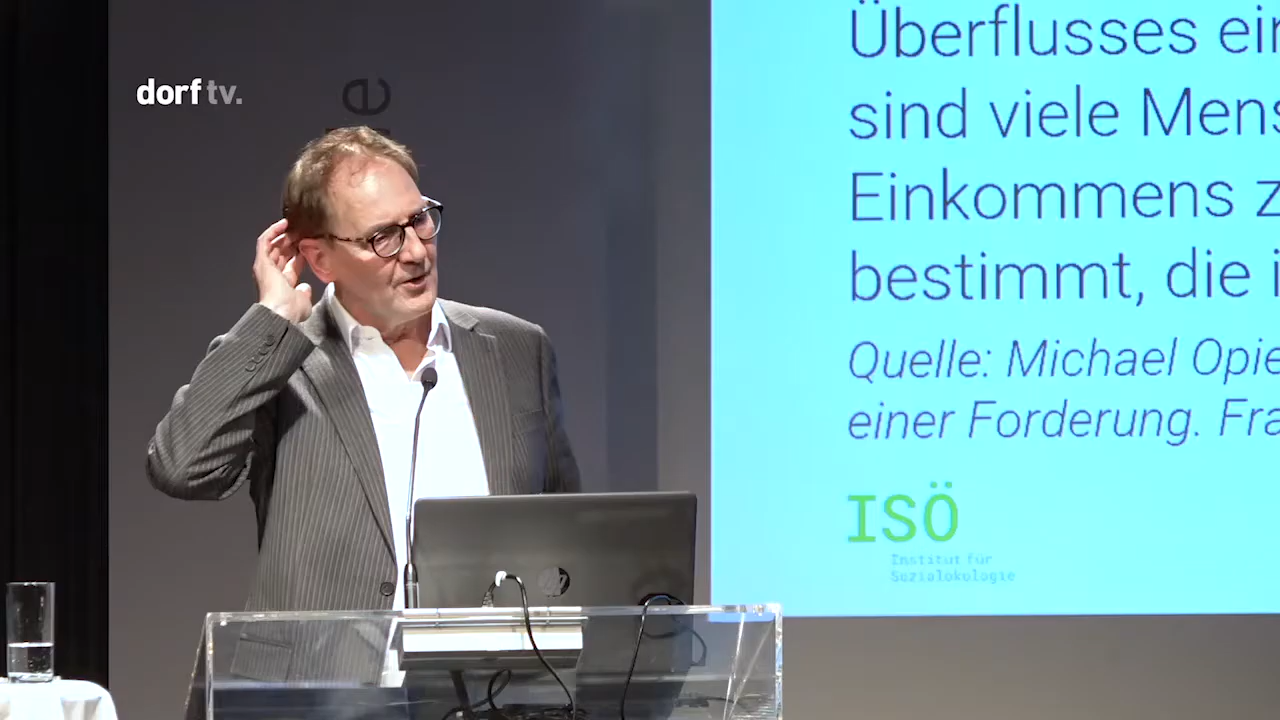 dorf tv.
Überflusses ein
sind viele Mens
Einkommens z
bestimmt, die i
Quelle: Michael Opie
einer Forderung. Fra
ISÖ
Institut für
Sozialökologie